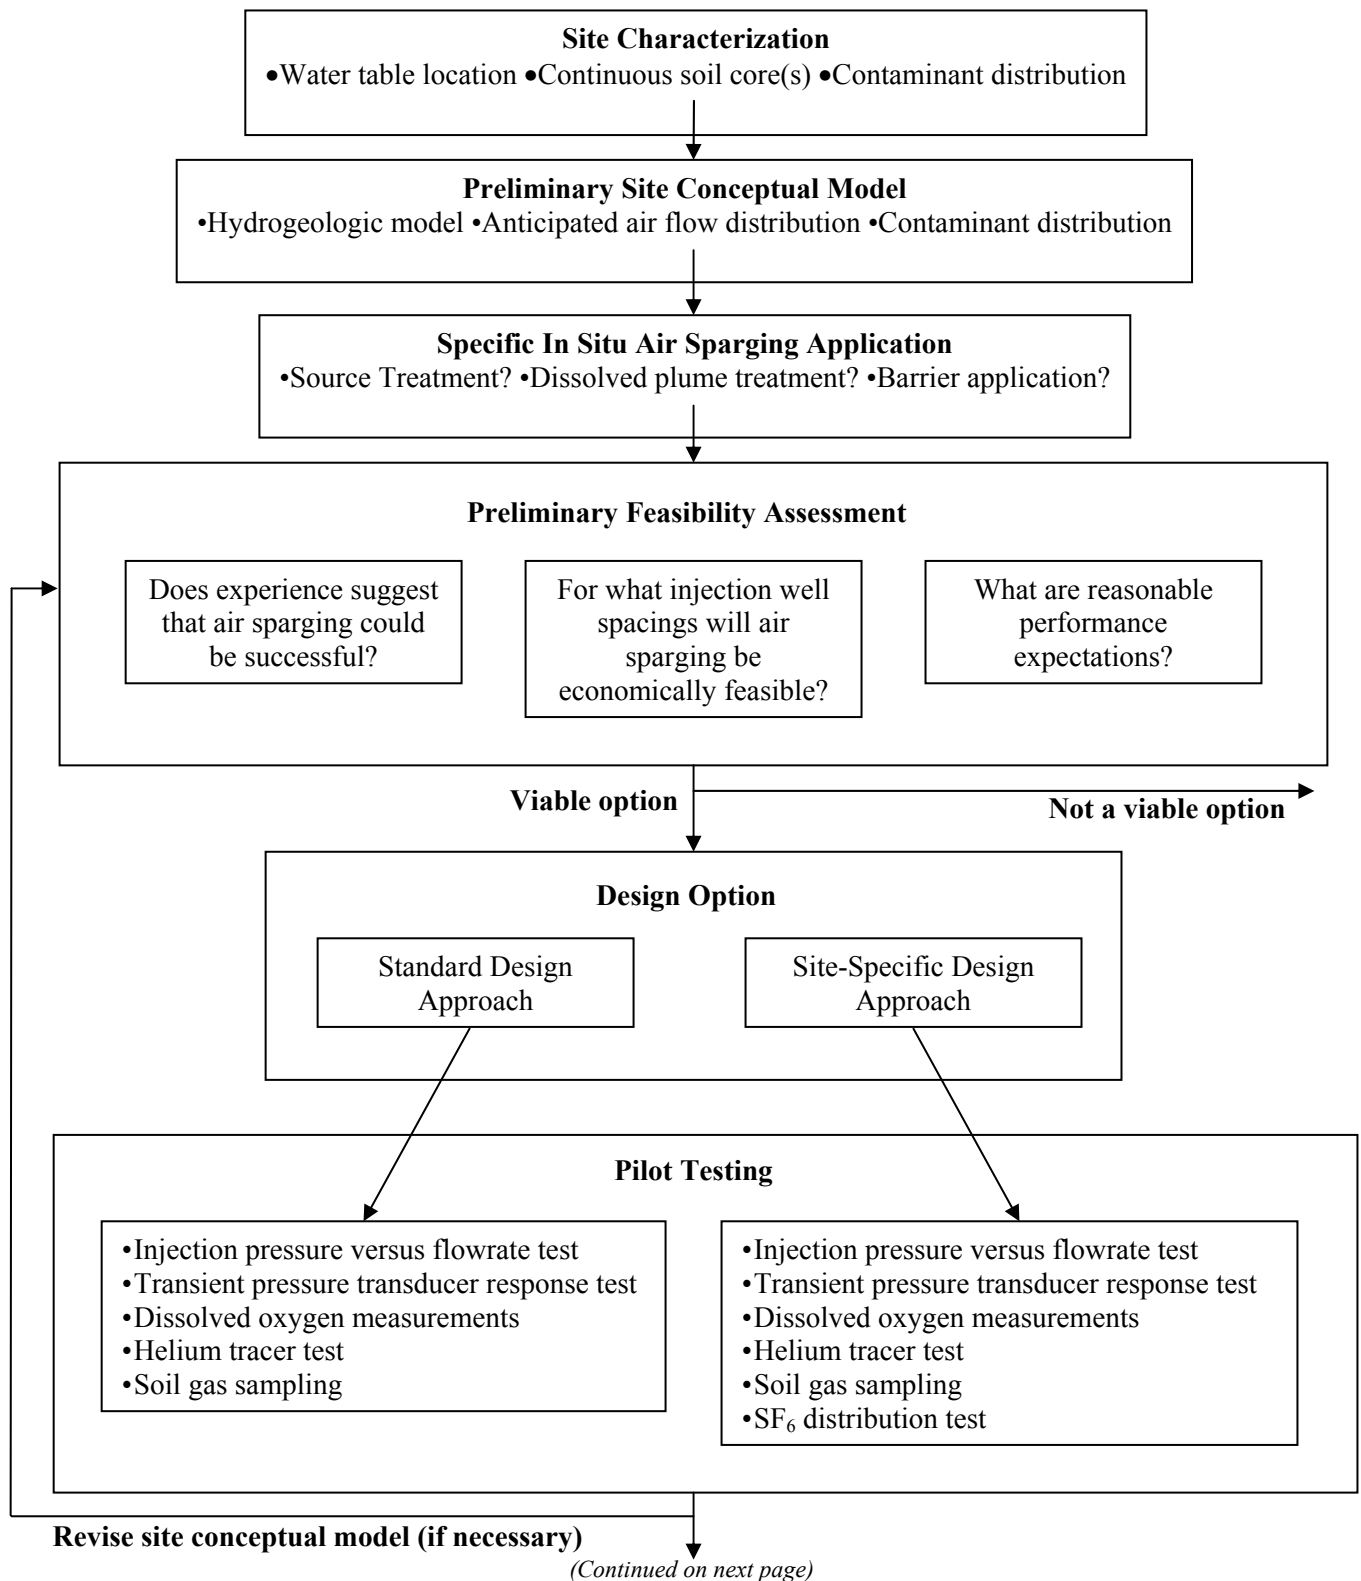 Site Characterization
•Water table location •Continuous soil core(s) •Contaminant distribution
Preliminary Site Conceptual Model
•Hydrogeologic model •Anticipated air flow distribution •Contaminant distribution
Specific In Situ Air Sparging Application
•Source Treatment? •Dissolved plume treatment? •Barrier application?
Preliminary Feasibility Assessment
Does experience suggest
that air sparging could
be successful?
For what injection well
spacings will air
sparging be
economically feasible?
What are reasonable
performance
expectations?
Viable option
Not a viable option
Design Option
Standard Design
Approach
Site-Specific Design
Approach
Pilot Testing
•Injection pressure versus flowrate test
•Transient pressure transducer response test
•Dissolved oxygen measurements
•Helium tracer test
•Soil gas sampling
•Injection pressure versus flowrate test
•Transient pressure transducer response test
•Dissolved oxygen measurements
•Helium tracer test
•Soil gas sampling
•SF₆ distribution test
Revise site conceptual model (if necessary)
(Continued on next page)